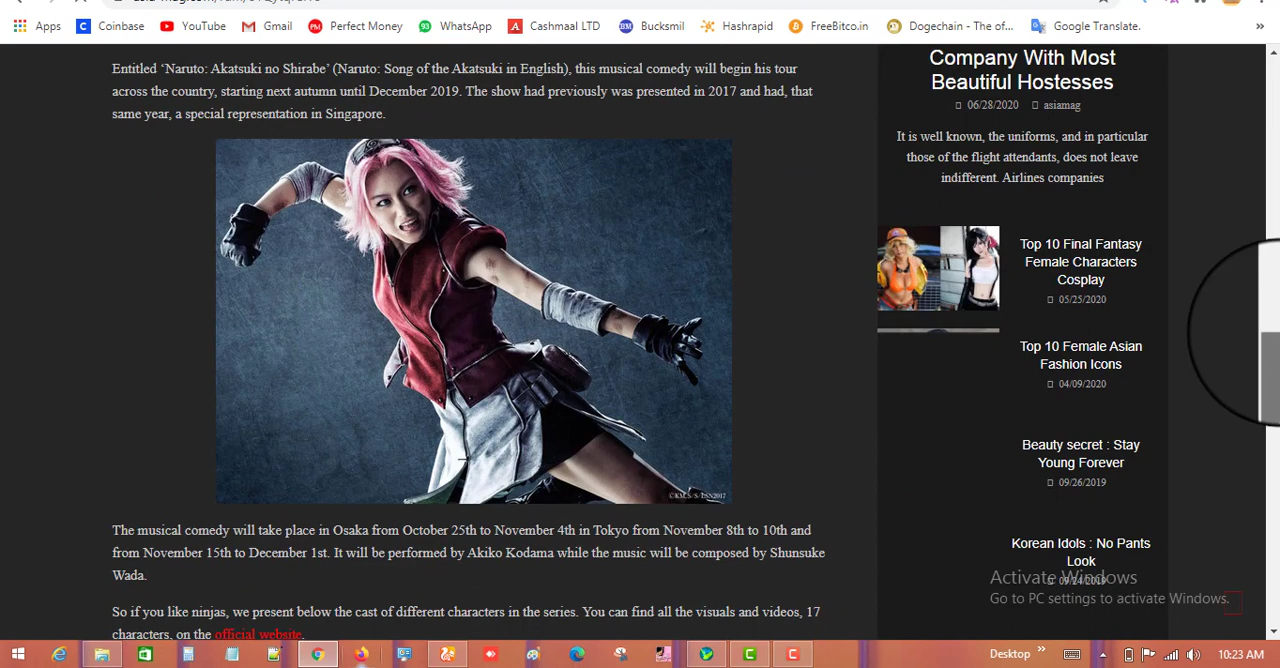 Apps Coinbase YouTube Gmail PM Perfect Money 93 WhatsApp A Cashmaal LTD BM Bucksmil Hashrapid FreeBitco.in Dogechain - The of... Google Translate. »
Entitled ‘Naruto: Akatsuki no Shirabe’ (Naruto: Song of the Akatsuki in English), this musical comedy will begin his tour
across the country, starting next autumn until December 2019. The show had previously was presented in 2017 and had, that
same year, a special representation in Singapore.
©KM,S/S/LSN2017
The musical comedy will take place in Osaka from October 25th to November 4th in Tokyo from November 8th to 10th and
from November 15th to December 1st. It will be performed by Akiko Kodama while the music will be composed by Shunsuke
Wada.
So if you like ninjas, we present below the cast of different characters in the series. You can find all the visuals and videos, 17
characters, on the official website.
Company With Most
Beautiful Hostesses
06/28/2020 asiamag
It is well known, the uniforms, and in particular
those of the flight attendants, does not leave
indifferent. Airlines companies
Top 10 Final Fantasy
Female Characters
Cosplay
05/25/2020
Top 10 Female Asian
Fashion Icons
04/09/2020
Beauty secret : Stay
Young Forever
09/26/2019
Korean Idols : No Pants
Look
09/24/2019
Activate Windows
Go to PC settings to activate Windows.
Desktop » 10:23 AM